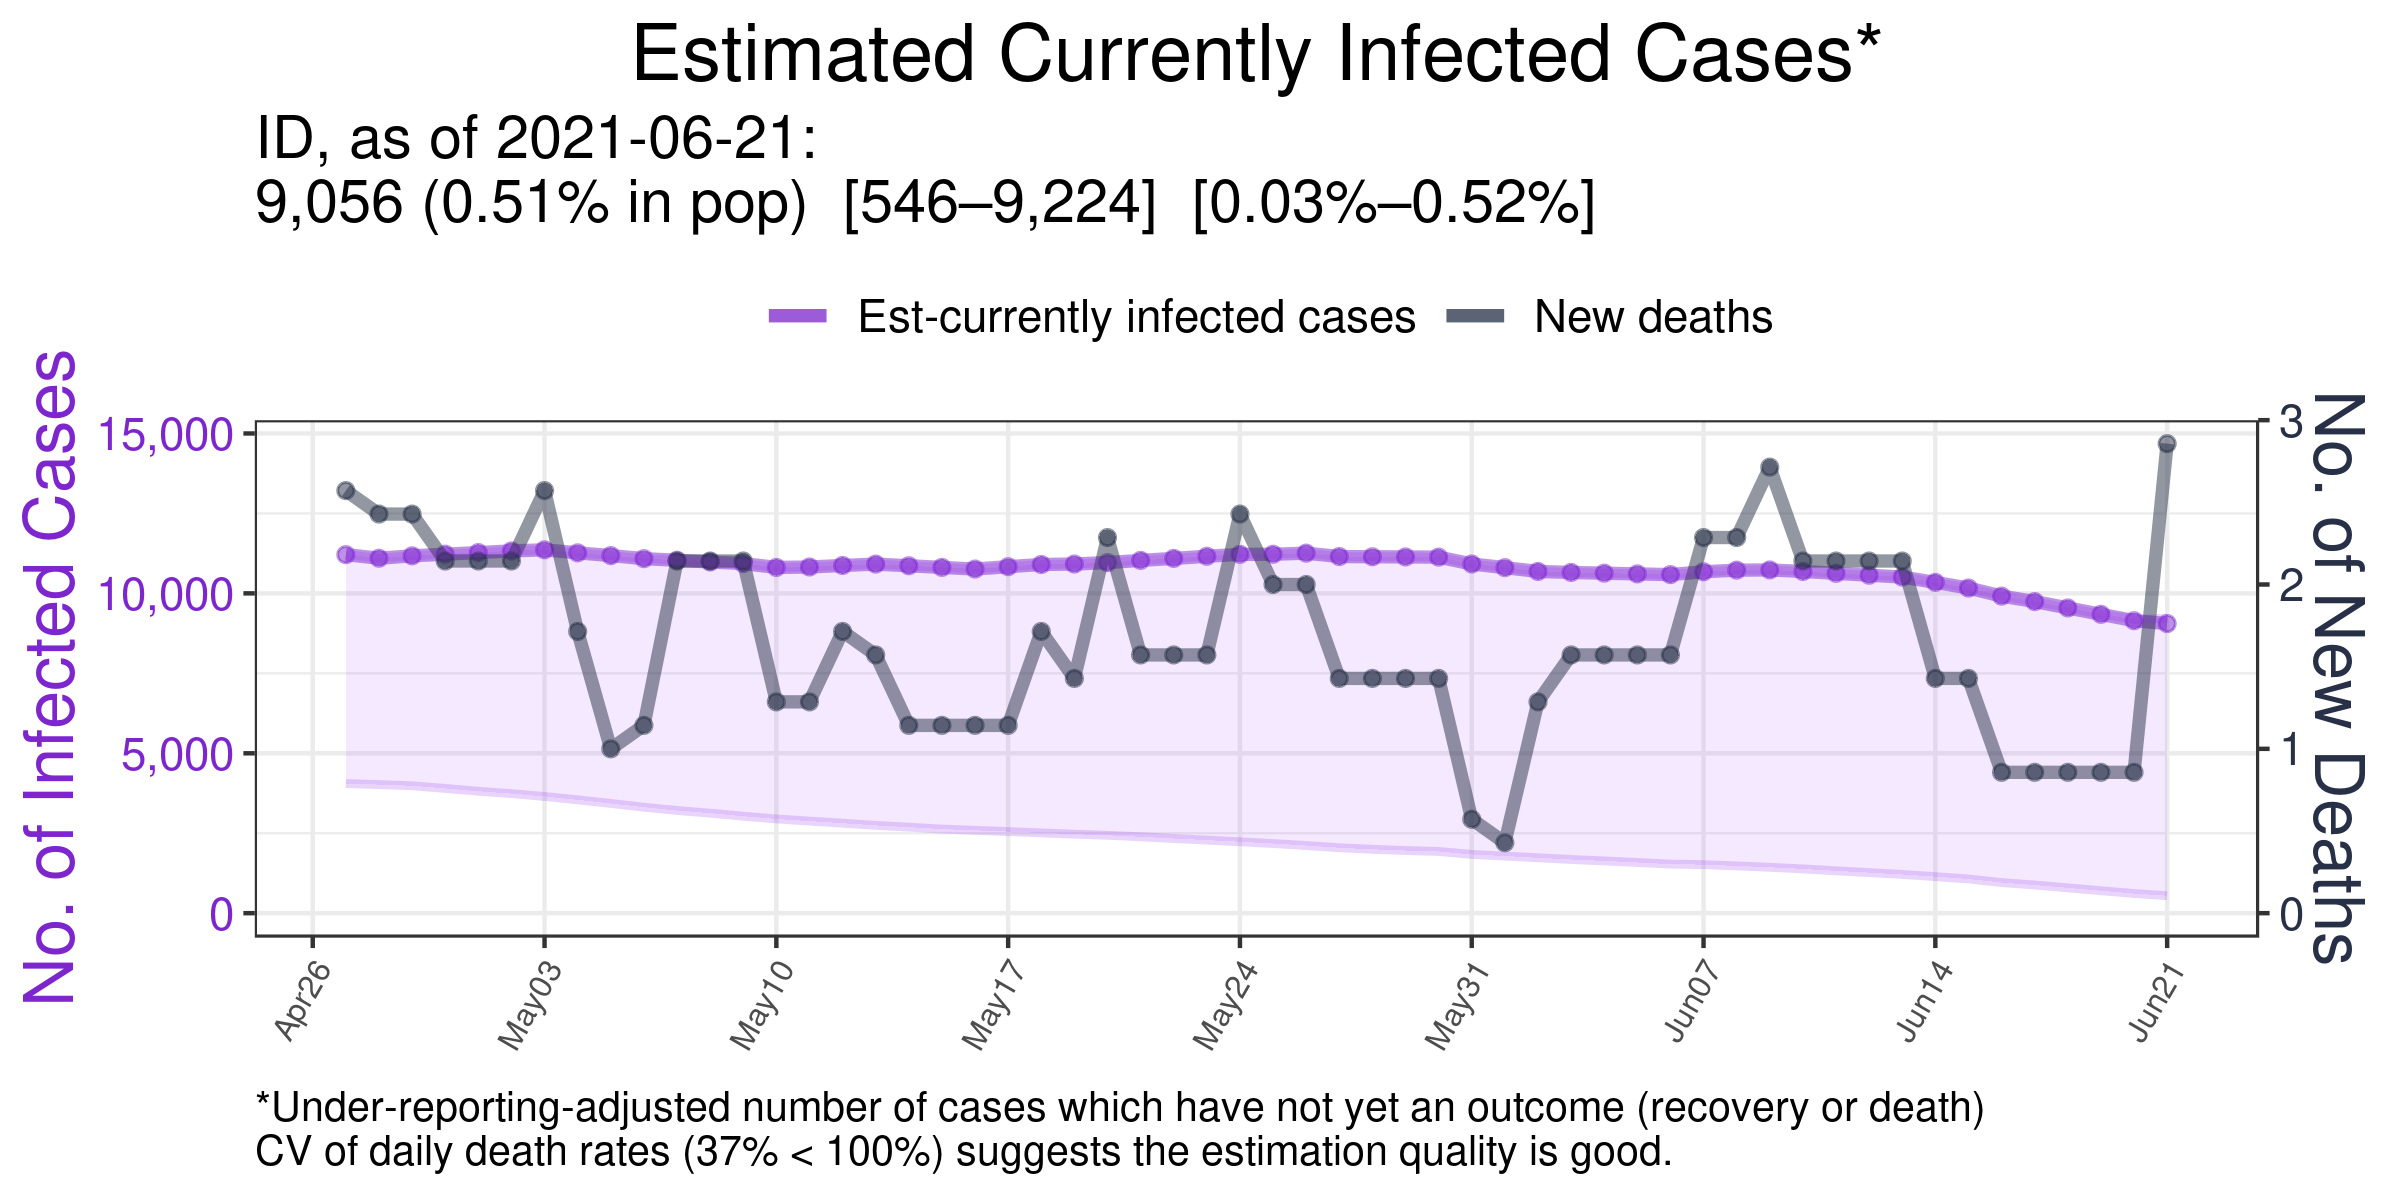 Estimated Currently Infected Cases*
ID, as of 2021-06-21:
9,056 (0.51% in pop)  [546–9,224]  [0.03%–0.52%]
Est-currently infected cases
New deaths
No. of Infected Cases
15,000
10,000
5,000
0
3
2
1
0
No. of New Deaths
Apr26
May03
May10
May17
May24
May31
Jun07
Jun14
Jun21
*Under-reporting-adjusted number of cases which have not yet an outcome (recovery or death)
CV of daily death rates (37% < 100%) suggests the estimation quality is good.